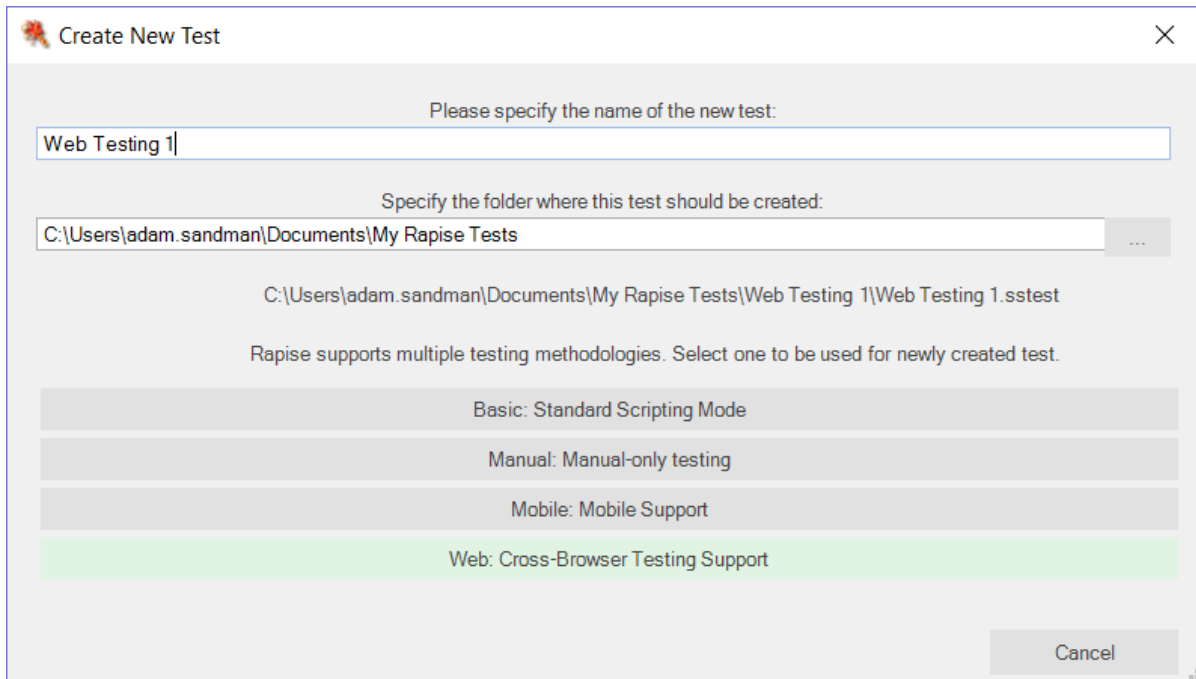 Create New Test
Please specify the name of the new test:
Web Testing 1
Specify the folder where this test should be created:
C:\Users\adam.sandman\Documents\My Rapise Tests
...
C:\Users\adam.sandman\Documents\My Rapise Tests\Web Testing 1\Web Testing 1.sstest
Rapise supports multiple testing methodologies. Select one to be used for newly created test.
Basic: Standard Scripting Mode
Manual: Manual-only testing
Mobile: Mobile Support
Web: Cross-Browser Testing Support
Cancel